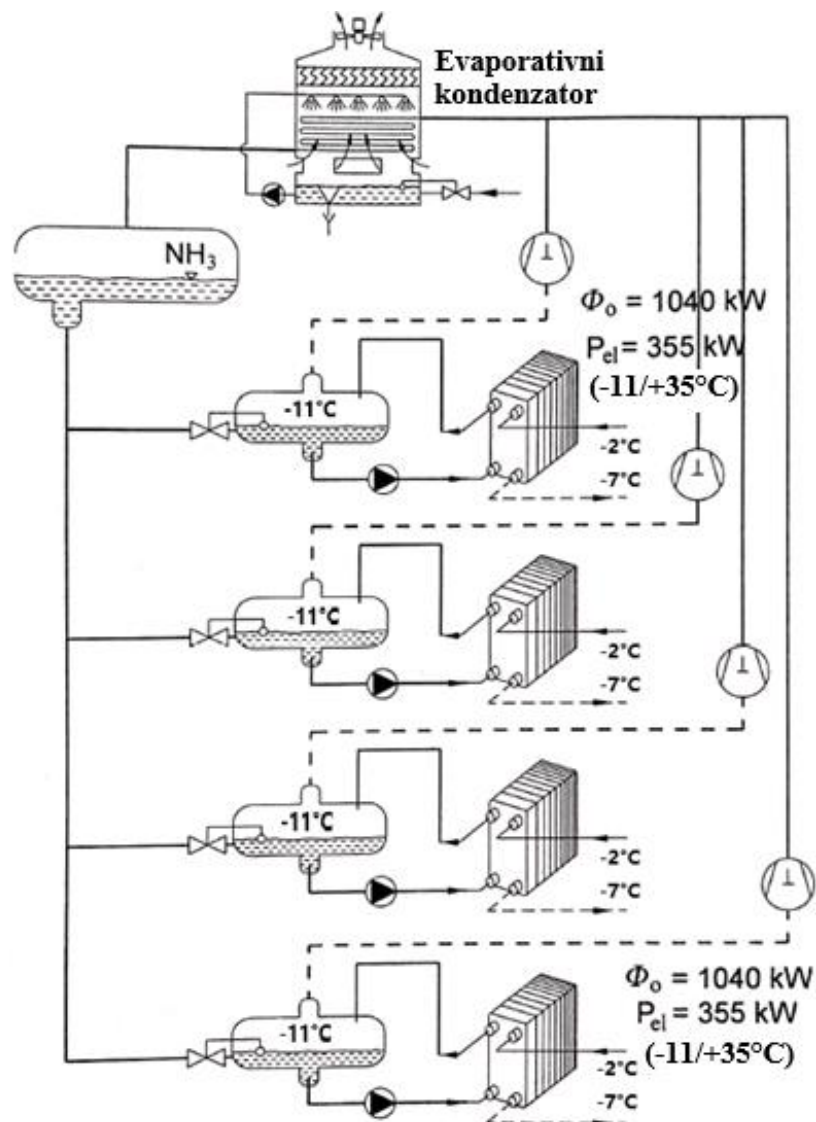 Evaporativni
kondenzator
NH₃
Φₒ = 1040 kW
Pₑₗ = 355 kW
(-11/+35°C)
-11°C
-2°C
-7°C
-11°C
-2°C
-7°C
-11°C
-2°C
-7°C
Φₒ = 1040 kW
Pₑₗ = 355 kW
(-11/+35°C)
-11°C
-2°C
-7°C